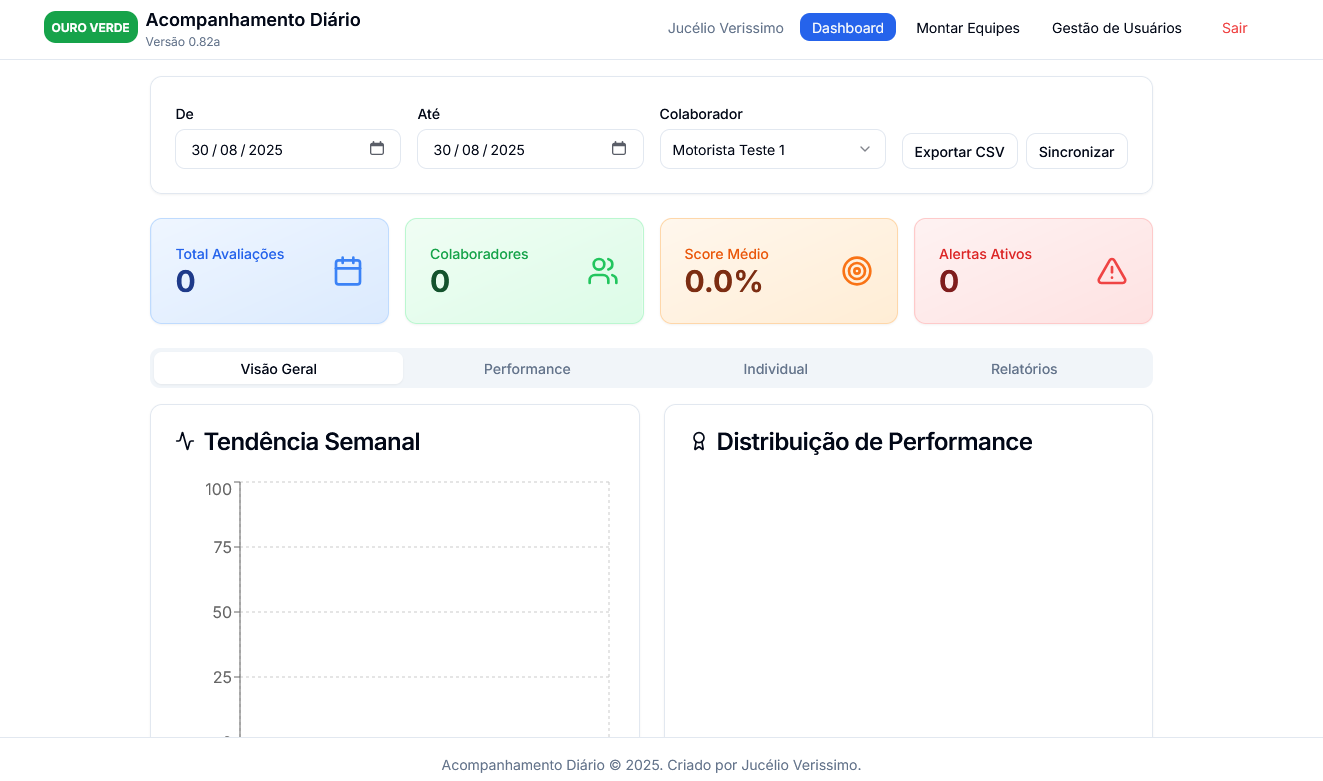 OURO VERDE
Acompanhamento Diário
Versão 0.82a
Jucélio Verissimo
Dashboard
Montar Equipes
Gestão de Usuários
Sair
De
Até
Colaborador
30 / 08 / 2025
30 / 08 / 2025
Motorista Teste 1
Exportar CSV
Sincronizar
Total Avaliações
0
Colaboradores
0
Score Médio
0.0%
Alertas Ativos
0
Visão Geral
Performance
Individual
Relatórios
Tendência Semanal
Distribuição de Performance
100
75
50
25
Acompanhamento Diário © 2025. Criado por Jucélio Verissimo.